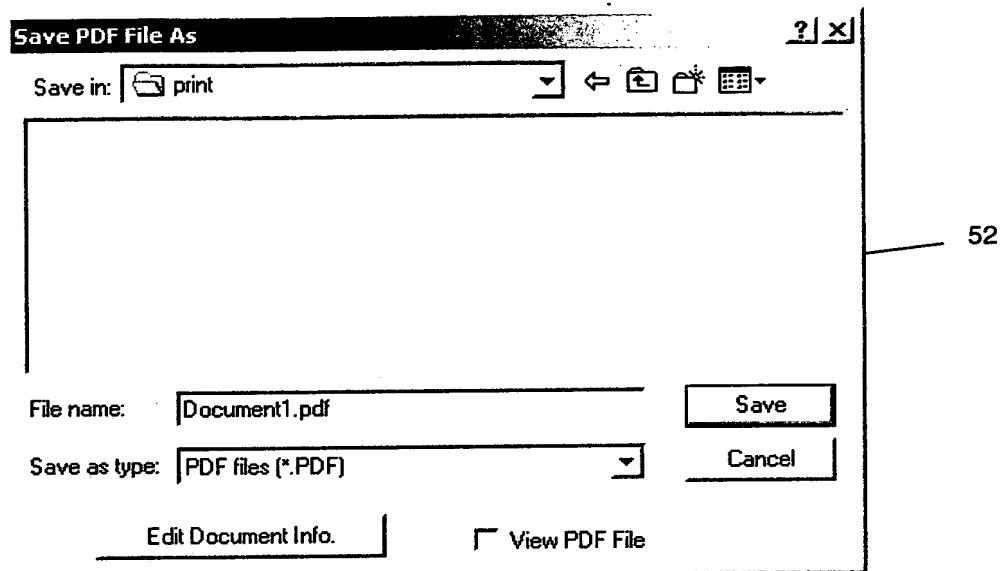 Save PDF File As
Save in: print
52
File name: Document1.pdf
Save
Save as type: PDF files (*.PDF)
Cancel
Edit Document Info.
View PDF File